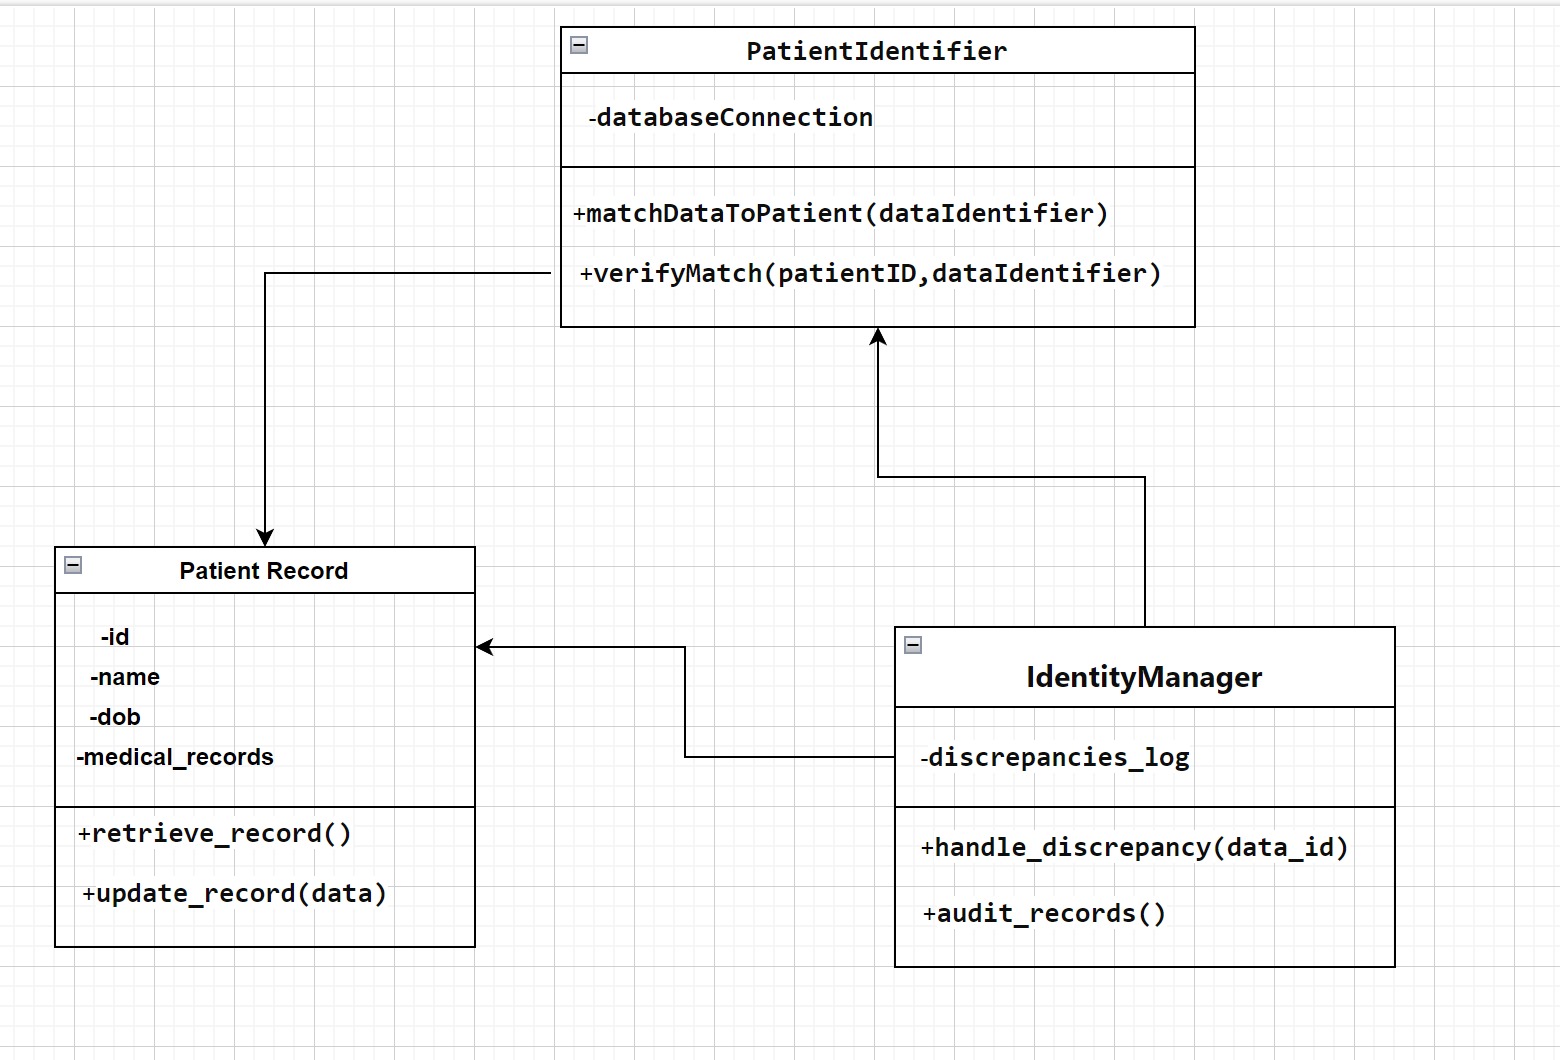 PatientIdentifier
-databaseConnection
+matchDataToPatient(dataIdentifier)
+verifyMatch(patientID,dataIdentifier)
Patient Record
-id
-name
-dob
-medical_records
+retrieve_record()
+update_record(data)
IdentityManager
-discrepancies_log
+handle_discrepancy(data_id)
+audit_records()